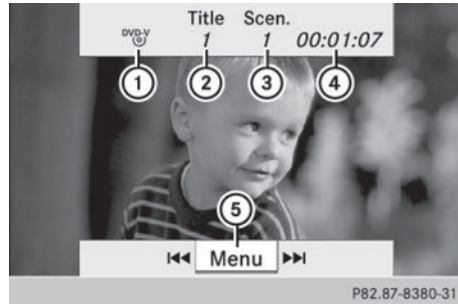 Title Scen.
DVD-V 1 1 00:01:07
1 2 3 4
5
Menu
P82.87-8380-31